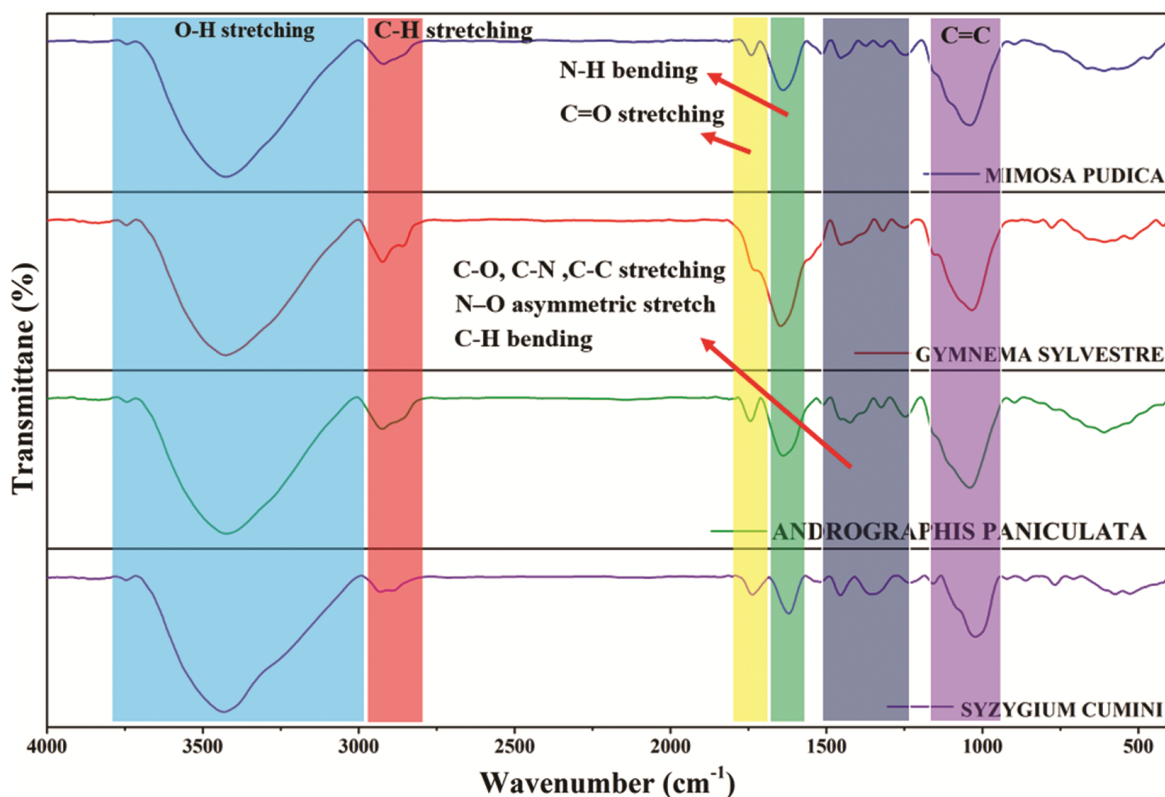 O-H stretching
C-H stretching
C=C
N-H bending
C=O stretching
MIMOSA PUDICA
C-O, C-N ,C-C stretching
N–O asymmetric stretch
C-H bending
GYMNEMA SYLVESTRE
ANDROGRAPHIS PANICULATA
SYZYGIUM CUMINI
Transmittane (%)
4000 3500 3000 2500 2000 1500 1000 500
Wavenumber (cm⁻¹)